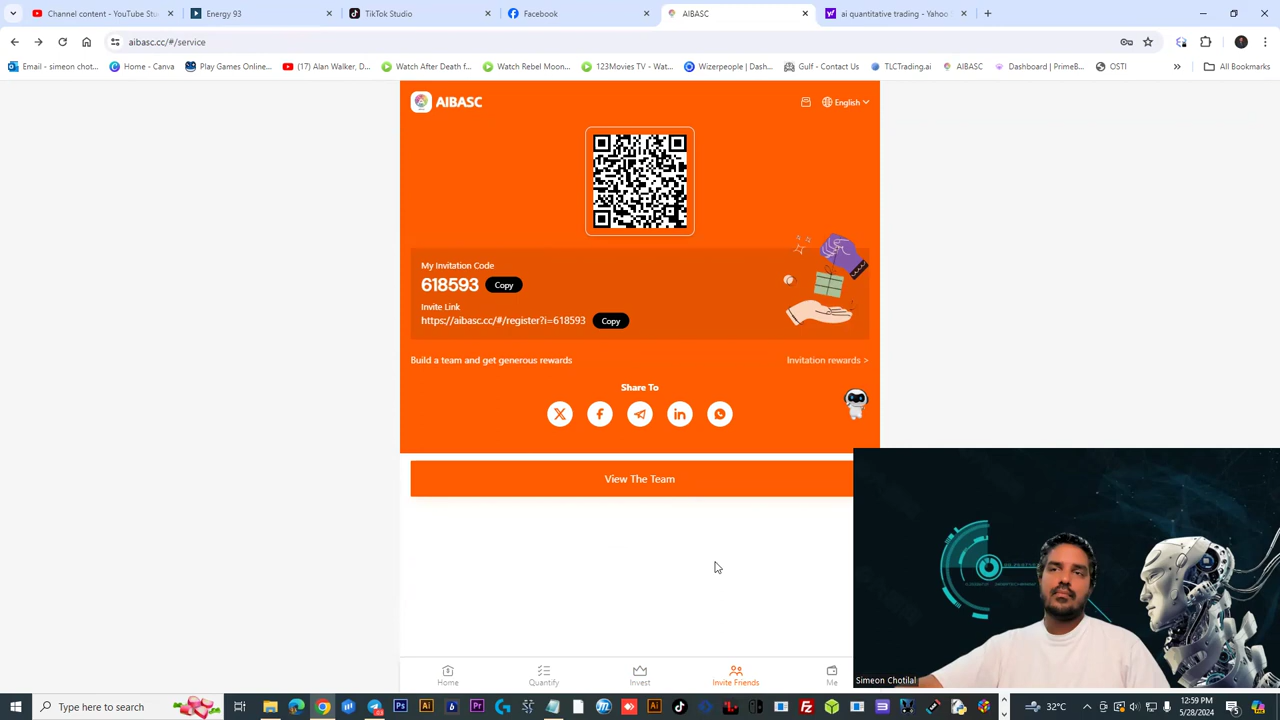 Channel content - YouTube Stu
Energy 93
TikTok Studio
Facebook
AIBASC
ai quantitative trading - Yahoo
aibasc.cc/#/service
Email - simeon chot...
Home - Canva
Play Games Online...
(17) Alan Walker, D...
Watch After Death f...
Watch Rebel Moon...
123Movies TV - Wat...
Wizerpeople | Dash...
Gulf - Contact Us
TLCTrading.ai
AIBASC
Dashboard | PrimeB...
OSTI
All Bookmarks
AIBASC
English
My Invitation Code
618593 Copy
Invite Link
https://aibasc.cc/#/register?i=618593 Copy
Build a team and get generous rewards
Invitation rewards >
Share To
View The Team
Home
Quantify
Invest
Invite Friends
Me
Simeon Chotilal
Type here to search
32°C
12:59 PM
5/28/2024